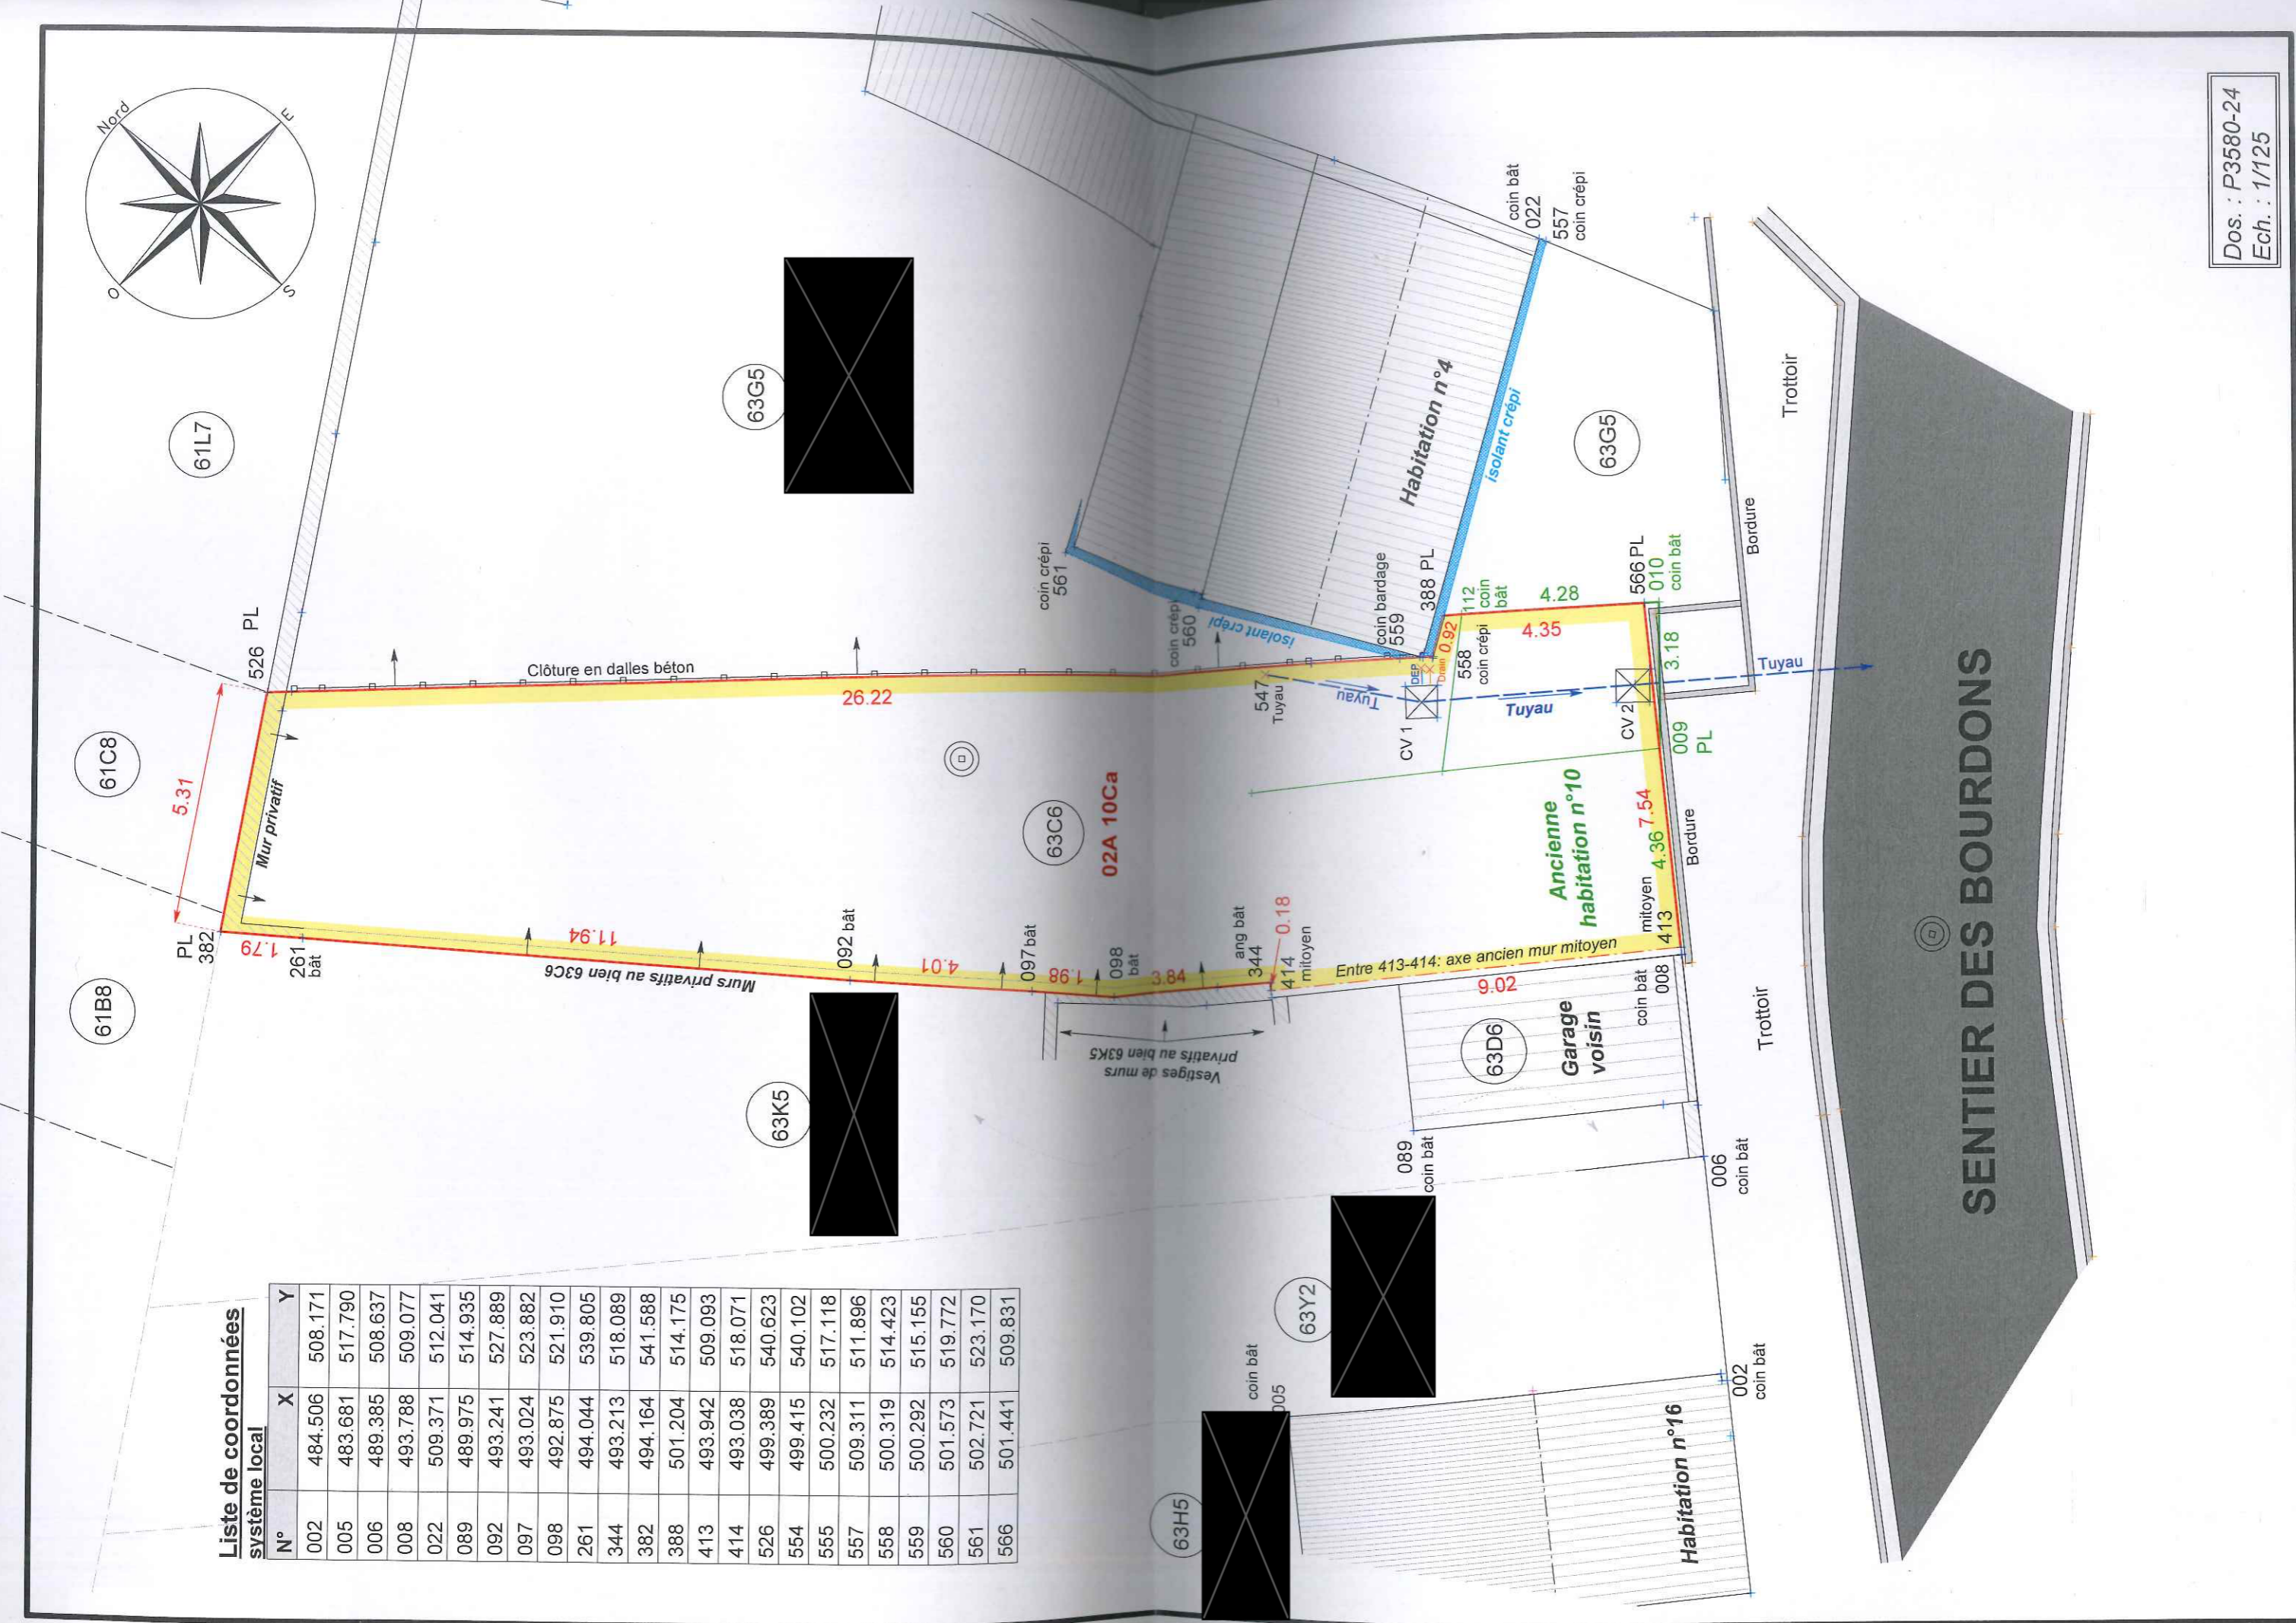 Nord
E
S
O
61L7
61C8
61B8
5.31
PL
382
526 PL
1.79
261
bât
Mur privatif
11.94
Murs privatifs au bien 63C6
Clôture en dalles béton
26.22
63G5
63K5
092 bât
4.01
097 bât
1.98
098
bât
3.84
ang bât
344
0.18
414
mitoyen
63C6
02A 10Ca
Vestiges de murs
privatifs au bien 63K5
coin crépi
561
coin crépi
560
isolant crépi
coin bardage
559
388 PL
Habitation n°4
isolant crépi
coin bât
022
557
coin crépi
547
Tuyau
Tuyau
CV 1
DEP
Drain
0.92
558
coin crépi
112
coin
bât
4.28
4.35
566 PL
010
coin bât
63G5
Tuyau
CV 2
3.18
Tuyau
009
PL
Ancienne
habitation n°10
4.36
7.54
mitoyen
413
Entre 413-414: axe ancien mur mitoyen
9.02
coin bât
008
63D6
Garage
voisin
089
coin bât
006
coin bât
Bordure
Bordure
Trottoir
Trottoir
63Y2
63H5
coin bât
005
002
coin bât
Habitation n°16
SENTIER DES BOURDONS
Liste de coordonnées
système local
N° X Y
002 484.506 508.171
005 483.681 517.790
006 489.385 508.637
008 493.788 509.077
022 509.371 512.041
089 489.975 514.935
092 493.241 527.889
097 493.024 523.882
098 492.875 521.910
261 494.044 539.805
344 493.213 518.089
382 494.164 541.588
388 501.204 514.175
413 493.942 509.093
414 493.038 518.071
526 499.389 540.623
554 499.415 540.102
555 500.232 517.118
557 509.311 511.896
558 500.319 514.423
559 500.292 515.155
560 501.573 519.772
561 502.721 523.170
566 501.441 509.831
Dos. : P3580-24
Ech. : 1/125